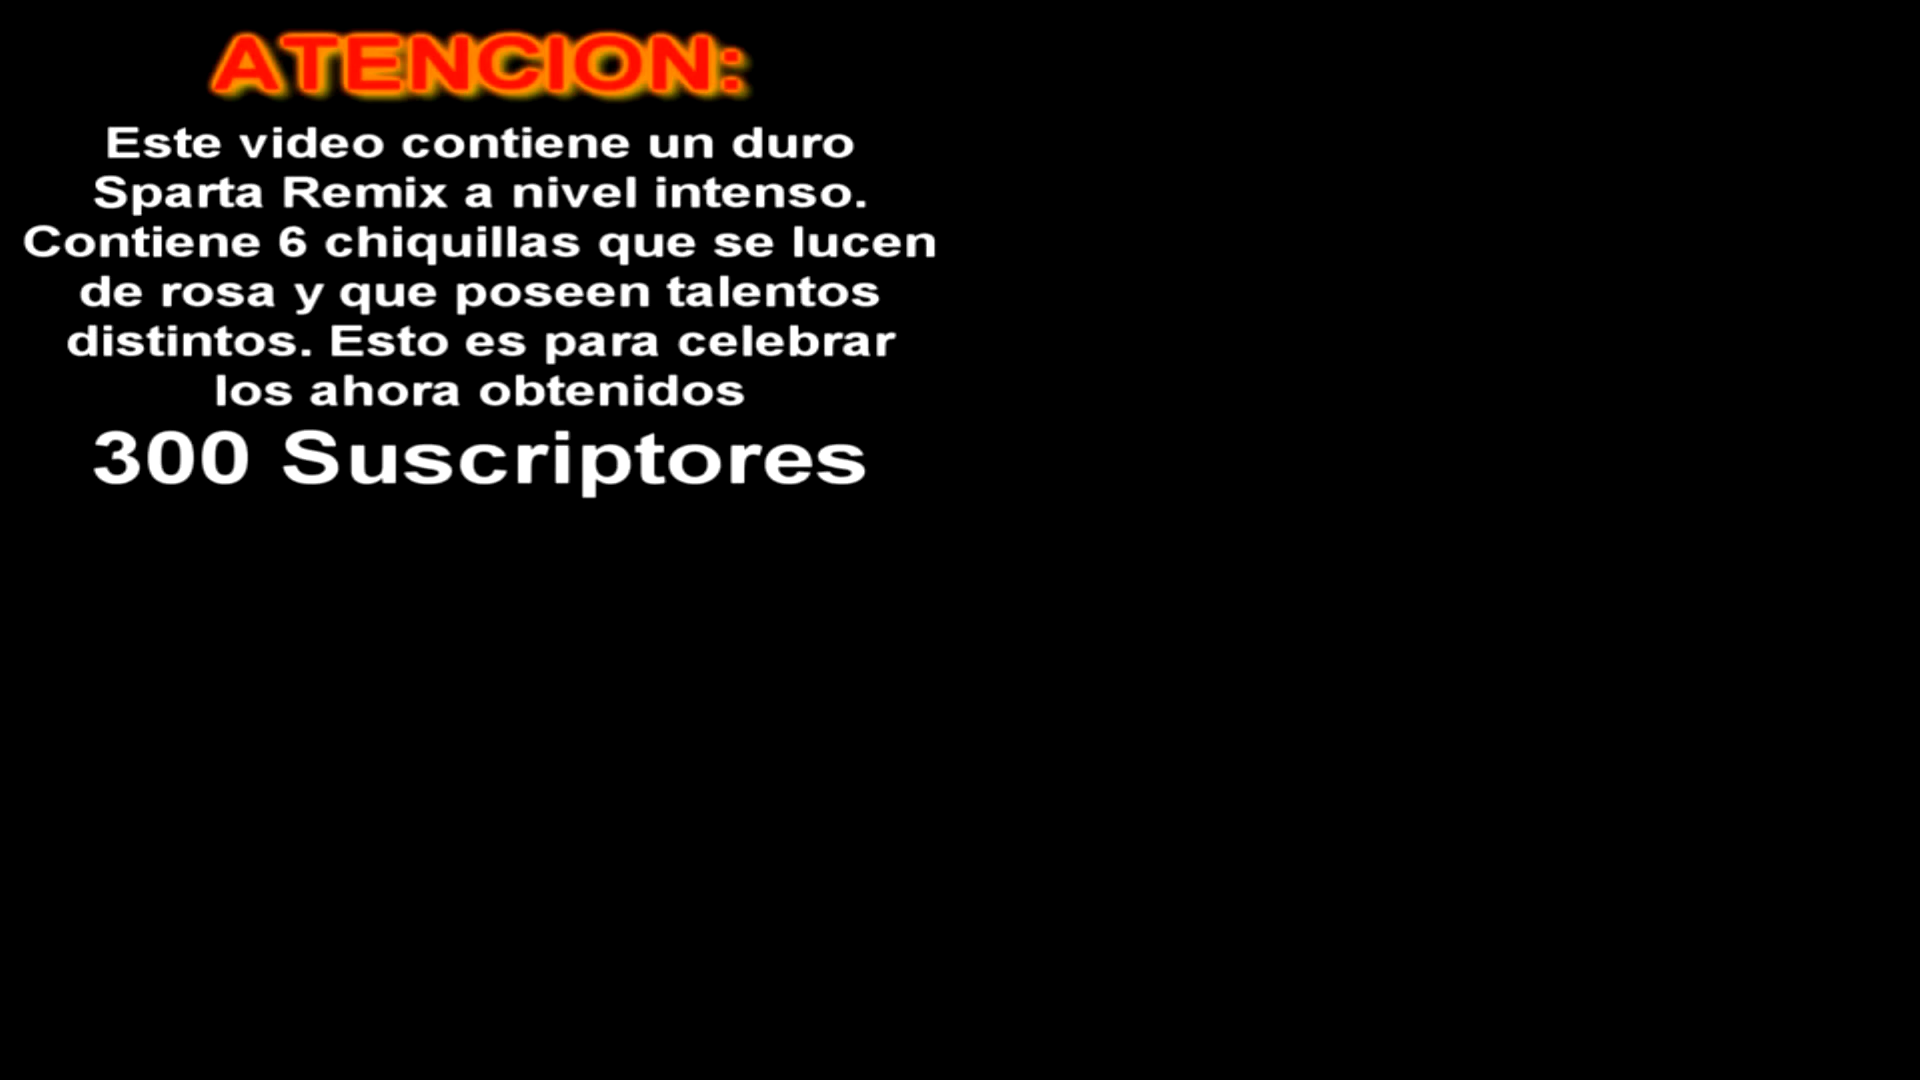 ATENCION:
Este video contiene un duro
Sparta Remix a nivel intenso.
Contiene 6 chiquillas que se lucen
de rosa y que poseen talentos
distintos. Esto es para celebrar
los ahora obtenidos
300 Suscriptores